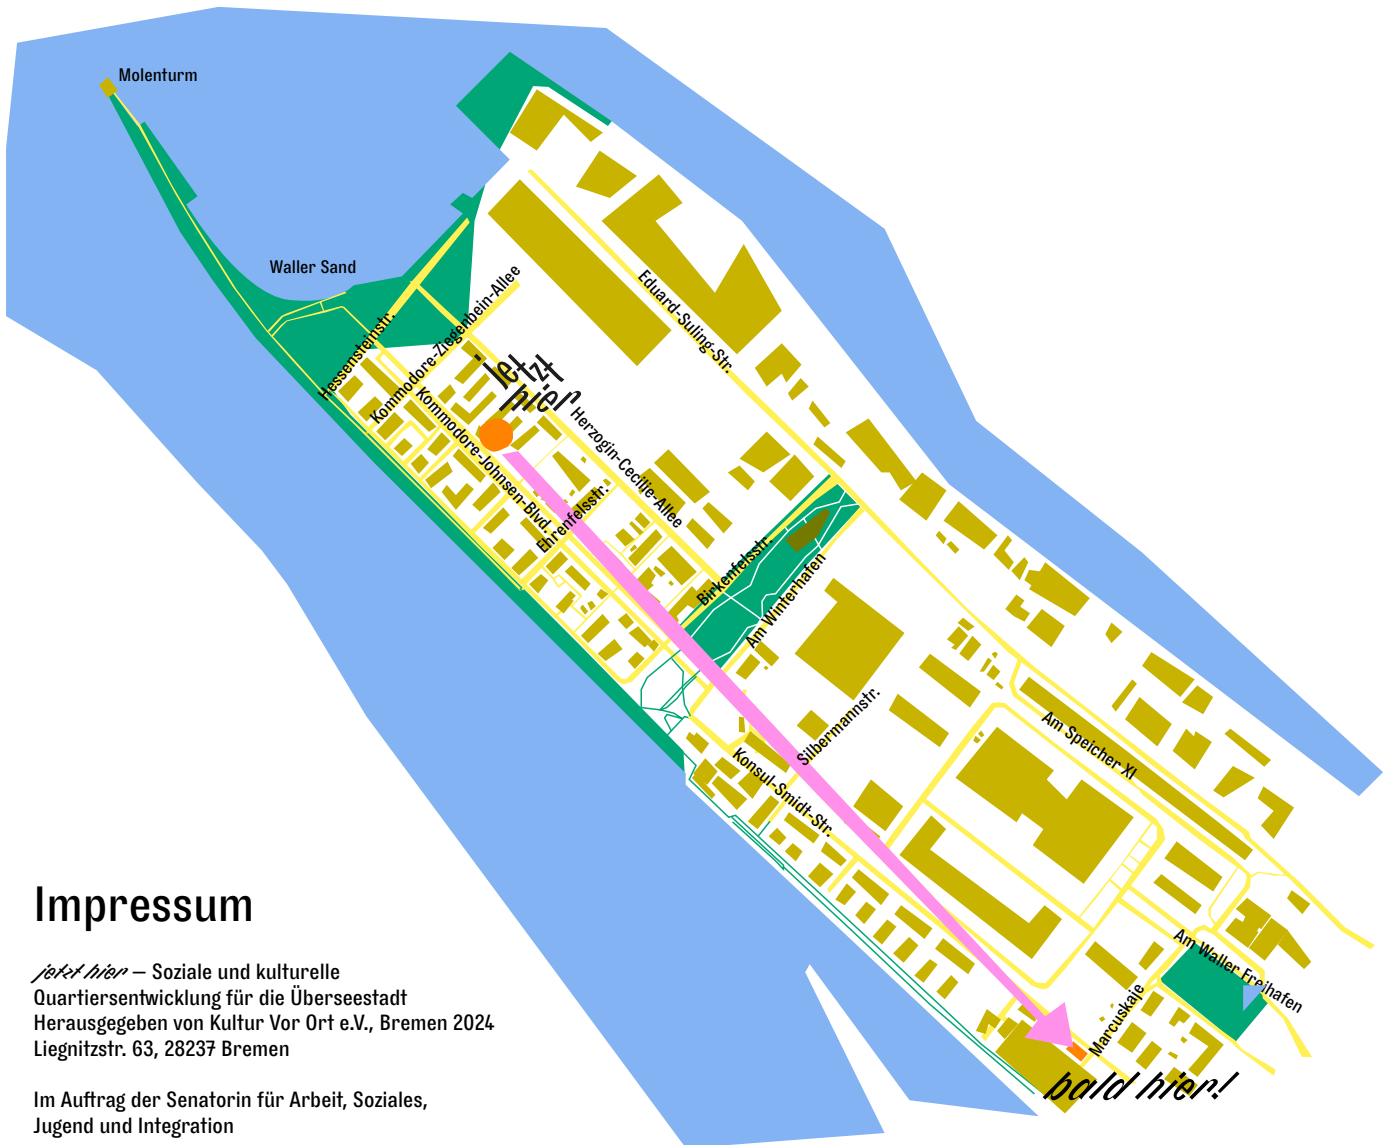 Molenturm
Waller Sand
Hessensteinstr.
Kommodore-Ziegenbein-Allee
Eduard-Suling-Str.
jetzt
hier
Kommodore-Johnsen-Blvd.
Herzogin-Cecilie-Allee
Ehrenfelsstr.
Birkenfelsstr.
Am Winterhafen
Silbermannstr.
Konsul-Smidt-Str.
Am Speicher XI
Am Waller Freihafen
Marcuskaje
bald hier!
Impressum
jetzt hier – Soziale und kulturelle
Quartiersentwicklung für die Überseestadt
Herausgegeben von Kultur Vor Ort e.V., Bremen 2024
Liegnitzstr. 63, 28237 Bremen
Im Auftrag der Senatorin für Arbeit, Soziales,
Jugend und Integration